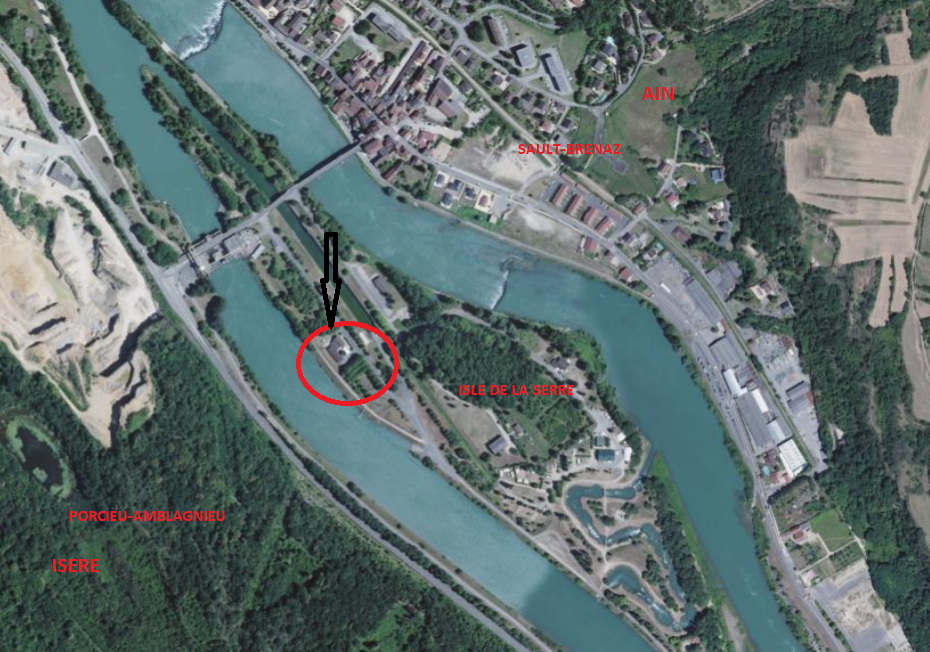 AIN
SAULT-BRENAZ
ISLE DE LA SERRE
PORCIEU-AMBLAGNIEU
ISERE